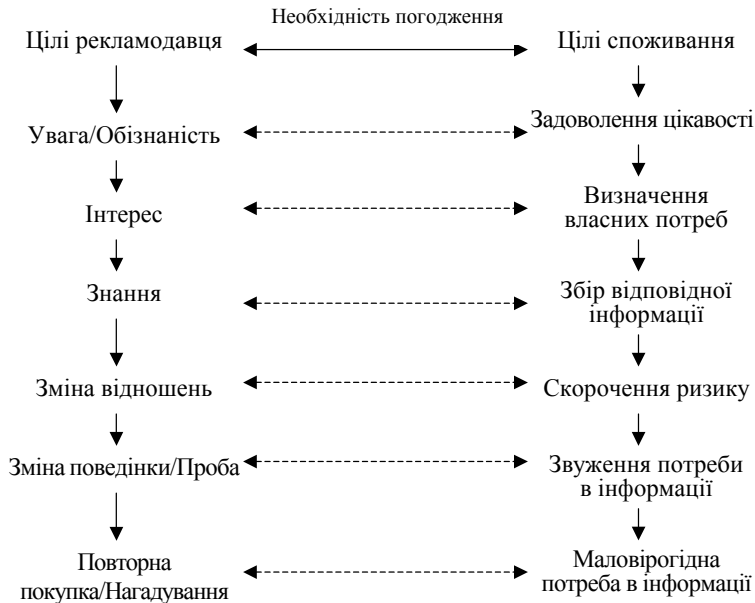 Необхідність погодження
Цілі рекламодавця
Цілі споживання
Увага/Обізнаність
Задоволення цікавості
Інтерес
Визначення
власних потреб
Знання
Збір відповідної
інформації
Зміна відношень
Скорочення ризику
Зміна поведінки/Проба
Звуження потреби
в інформації
Повторна
покупка/Нагадування
Маловірогідна
потреба в інформації